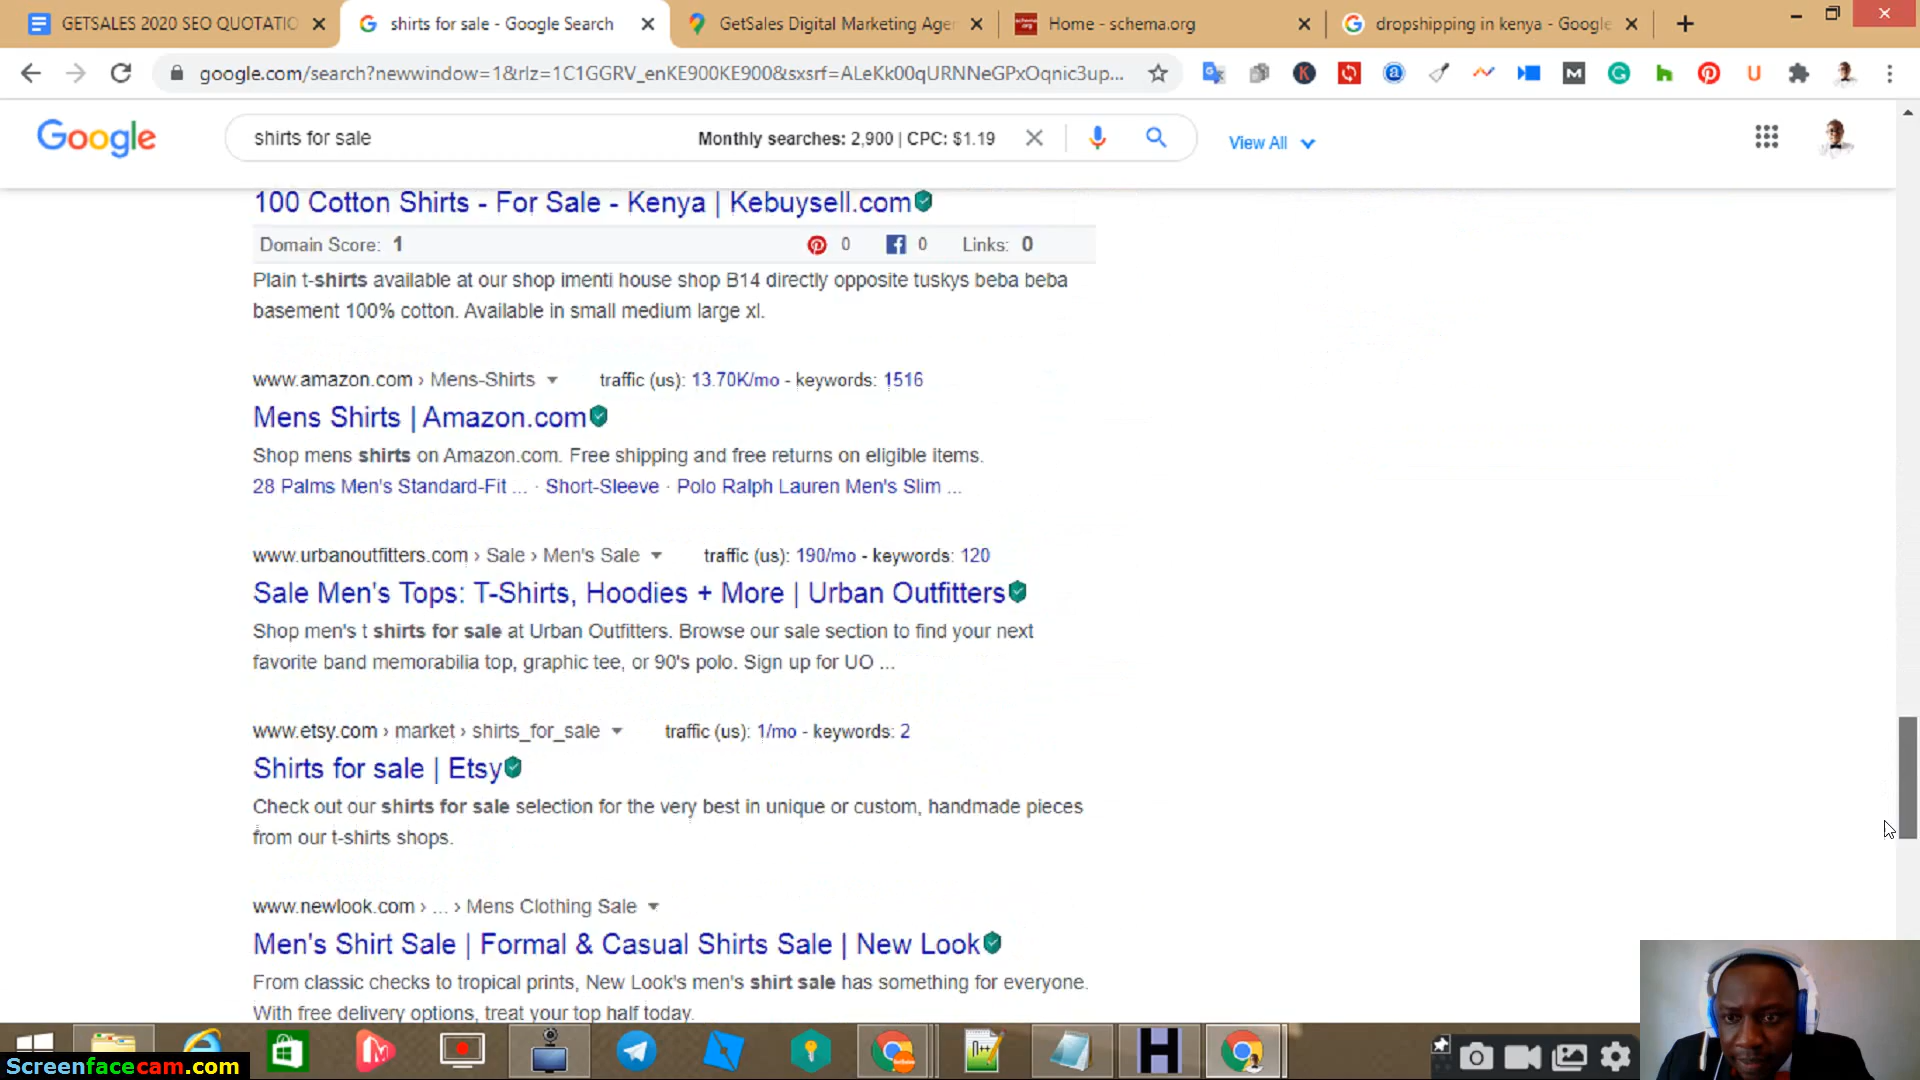 GETSALES 2020 SEO QUOTATIO
shirts for sale - Google Search
GetSales Digital Marketing Agen
Home - schema.org
dropshipping in kenya - Google
google.com/search?newwindow=1&rlz=1C1GGRV_enKE900KE900&sxsrf=ALeKk00qURNNeGPxOqnic3up...
Google
shirts for sale
Monthly searches: 2,900 | CPC: $1.19
View All
100 Cotton Shirts - For Sale - Kenya | Kebuysell.com
Domain Score: 1
0
0
Links: 0
Plain t-shirts available at our shop imenti house shop B14 directly opposite tuskys beba beba
basement 100% cotton. Available in small medium large xl.
www.amazon.com › Mens-Shirts
traffic (us): 13.70K/mo - keywords: 1516
Mens Shirts | Amazon.com
Shop mens shirts on Amazon.com. Free shipping and free returns on eligible items.
28 Palms Men's Standard-Fit ... · Short-Sleeve · Polo Ralph Lauren Men's Slim ...
www.urbanoutfitters.com › Sale › Men's Sale
traffic (us): 190/mo - keywords: 120
Sale Men's Tops: T-Shirts, Hoodies + More | Urban Outfitters
Shop men's t shirts for sale at Urban Outfitters. Browse our sale section to find your next
favorite band memorabilia top, graphic tee, or 90's polo. Sign up for UO ...
www.etsy.com › market › shirts_for_sale
traffic (us): 1/mo - keywords: 2
Shirts for sale | Etsy
Check out our shirts for sale selection for the very best in unique or custom, handmade pieces
from our t-shirts shops.
www.newlook.com › ... › Mens Clothing Sale
Men's Shirt Sale | Formal & Casual Shirts Sale | New Look
From classic checks to tropical prints, New Look's men's shirt sale has something for everyone.
With free delivery options, treat your top half today.
Screenfacecam.com